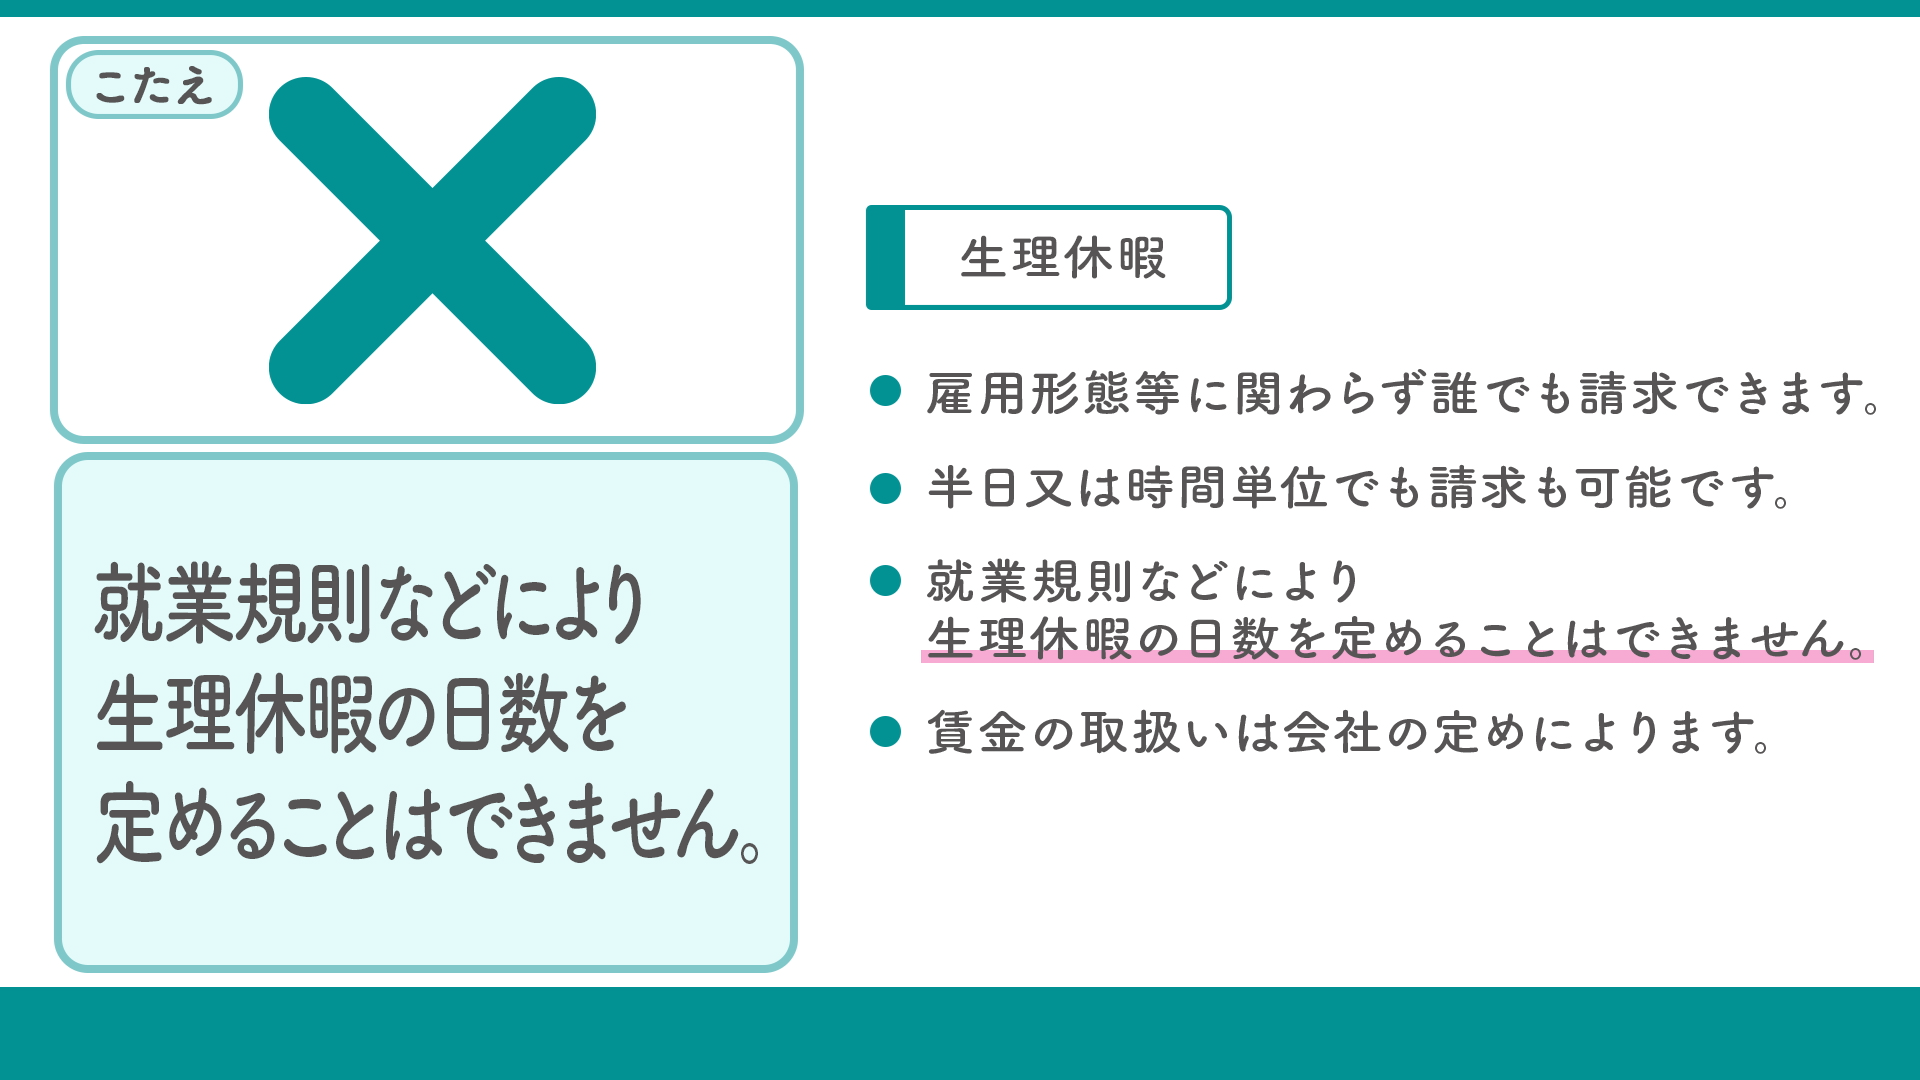 こたえ
就業規則などにより
生理休暇の日数を
定めることはできません。
生理休暇
雇用形態等に関わらず誰でも請求できます。
半日又は時間単位でも請求も可能です。
就業規則などにより
生理休暇の日数を定めることはできません。
賃金の取扱いは会社の定めによります。